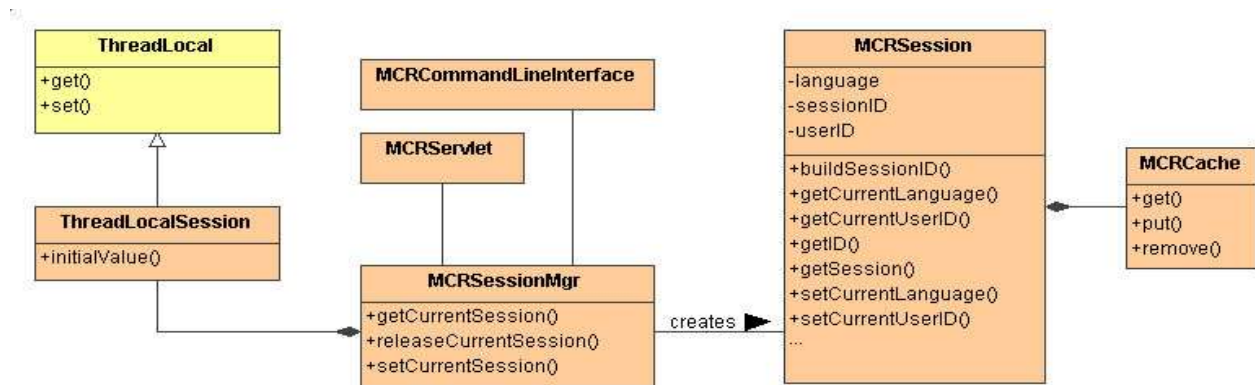 ThreadLocal
+get()
+set()
ThreadLocalSession
+initialValue()
MCRCommandLineInterface
MCRServlet
MCRSessionMgr
+getCurrentSession()
+releaseCurrentSession()
+setCurrentSession()
creates
MCRSession
-language
-sessionID
-userID
+buildSessionID()
+getCurrentLanguage()
+getCurrentUserID()
+getID()
+getSession()
+setCurrentLanguage()
+setCurrentUserID()
...
MCRCache
+get()
+put()
+remove()